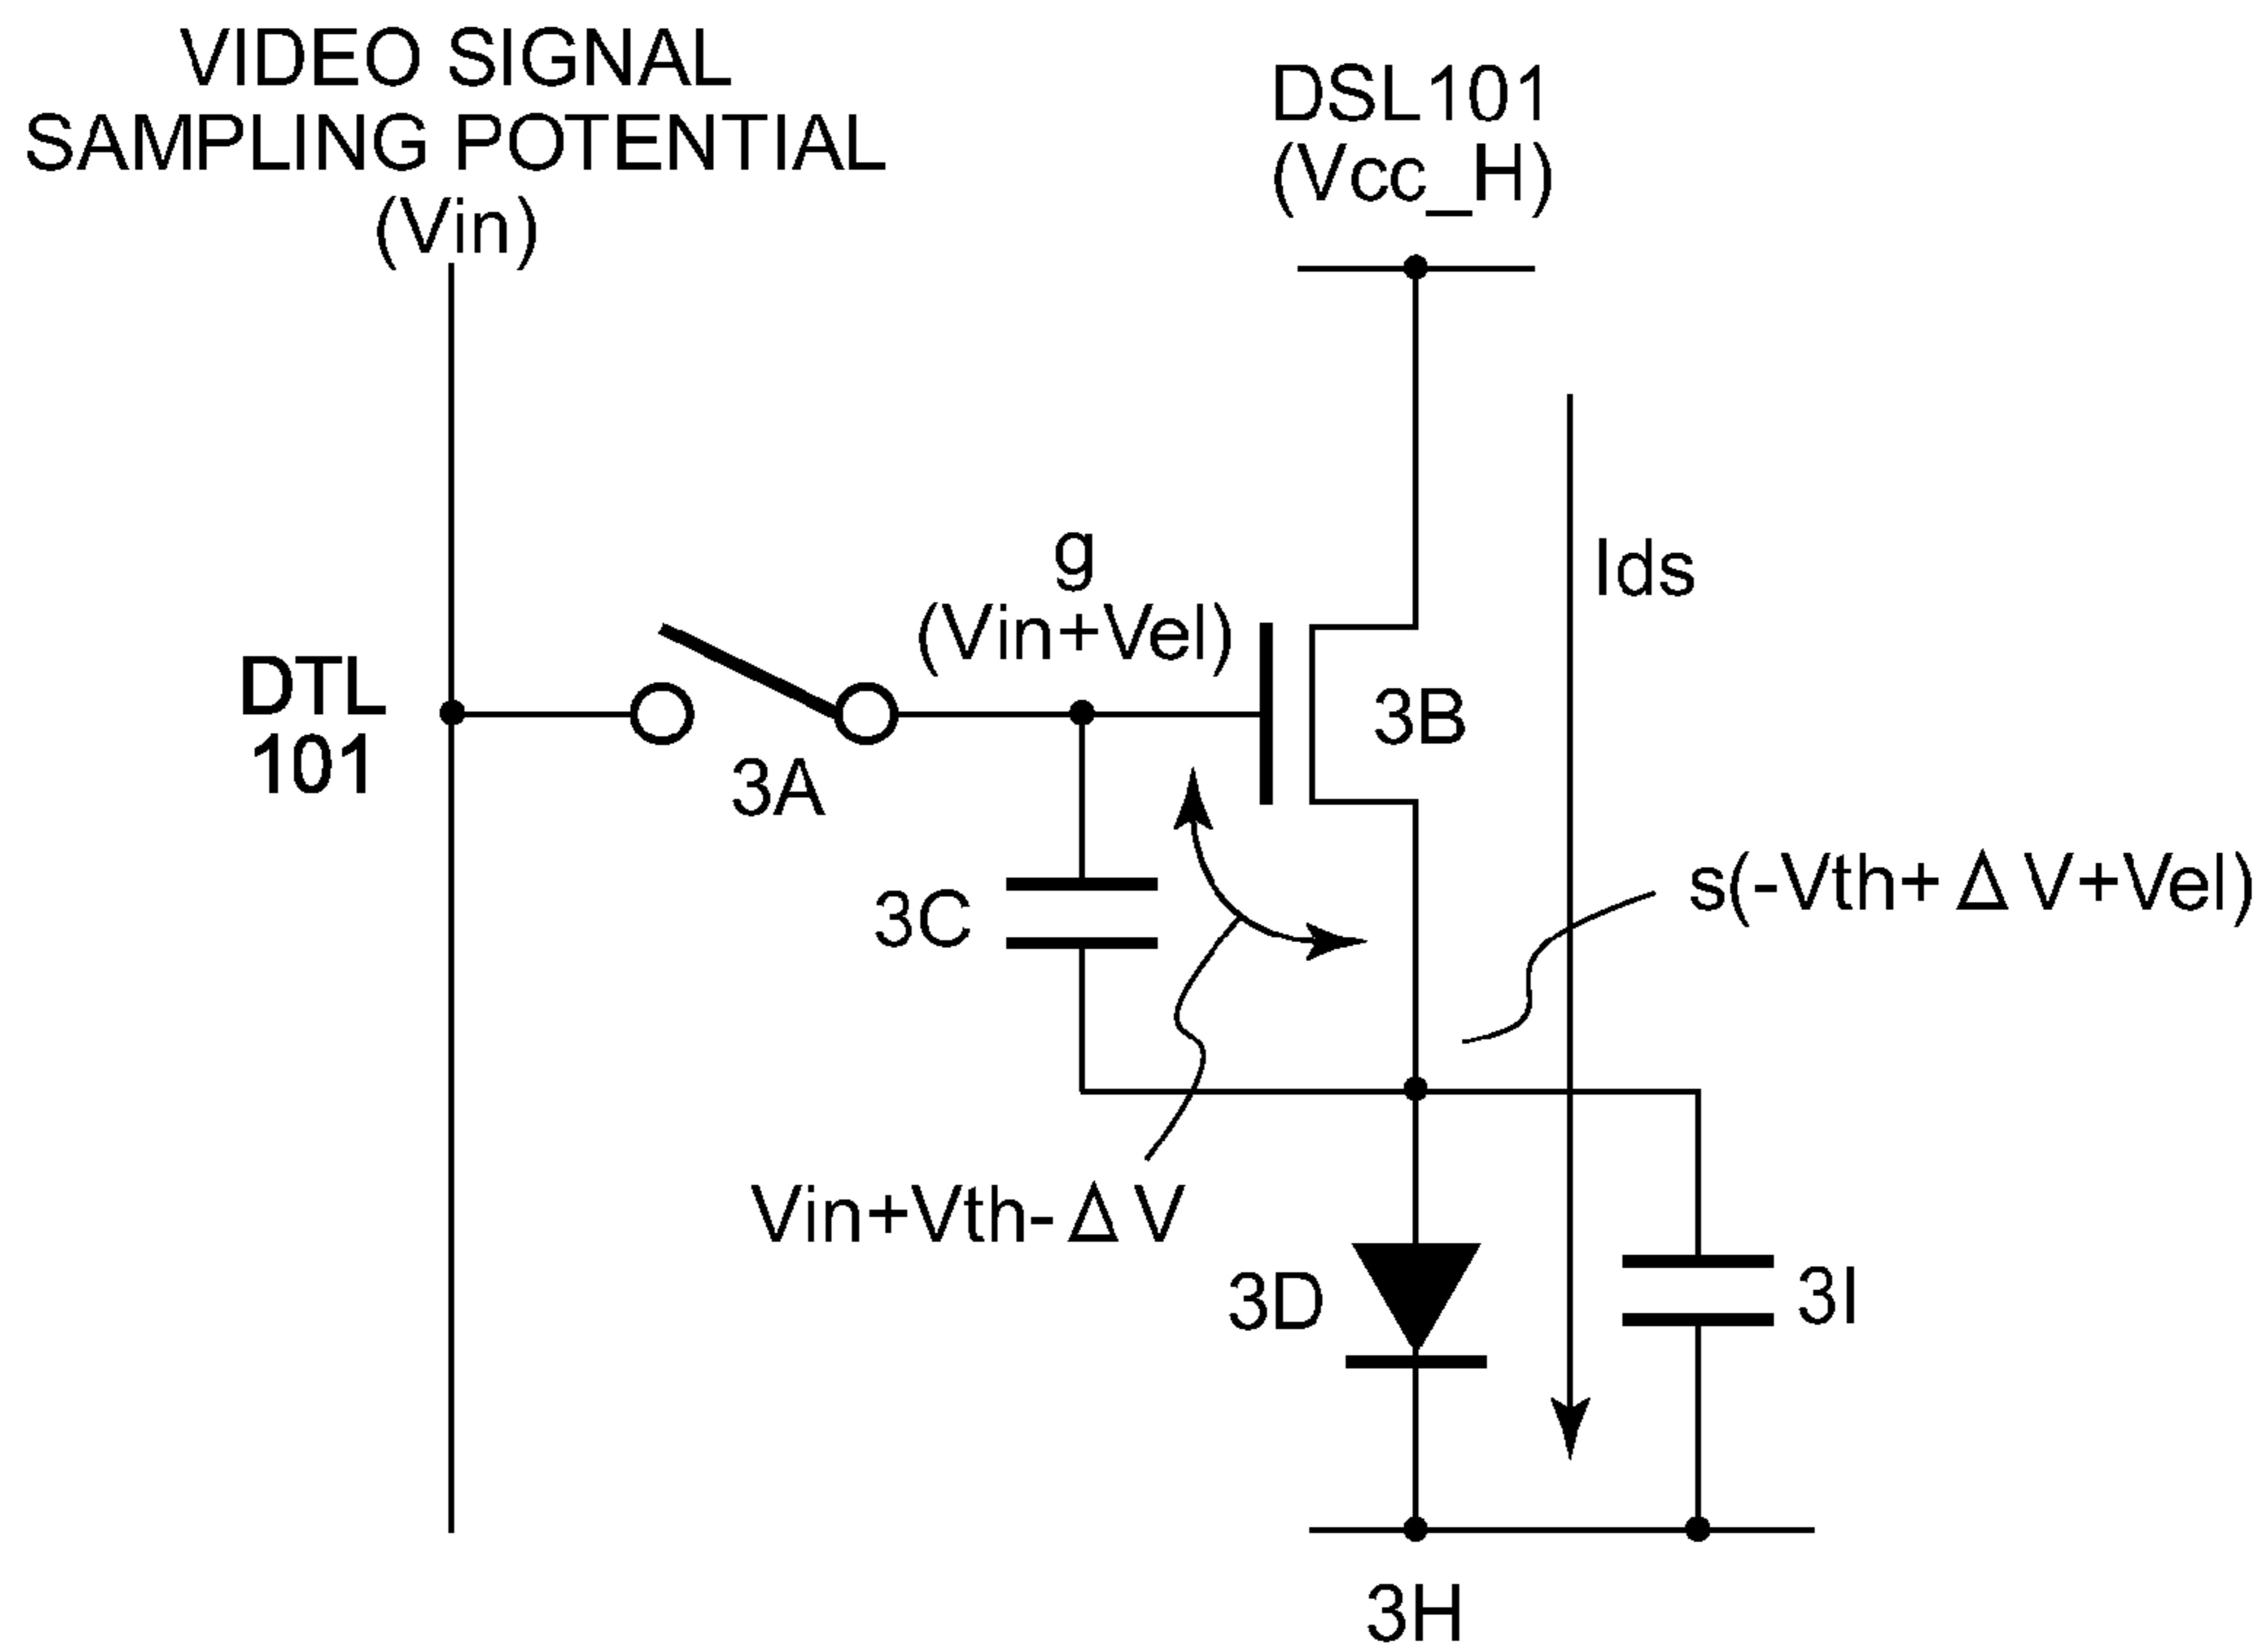 VIDEO SIGNAL
SAMPLING POTENTIAL
(Vin)
DSL101
(Vcc_H)
g
(Vin+Vel)
Ids
DTL
101
3A
3B
3C
s(-Vth+ΔV+Vel)
Vin+Vth-ΔV
3D
3I
3H